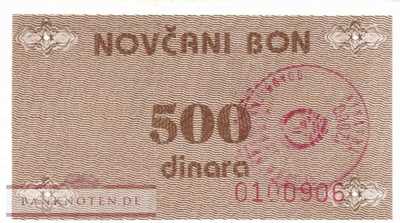 NOVČANI BON
500
dinara
0100906
BANKNOTEN.DE